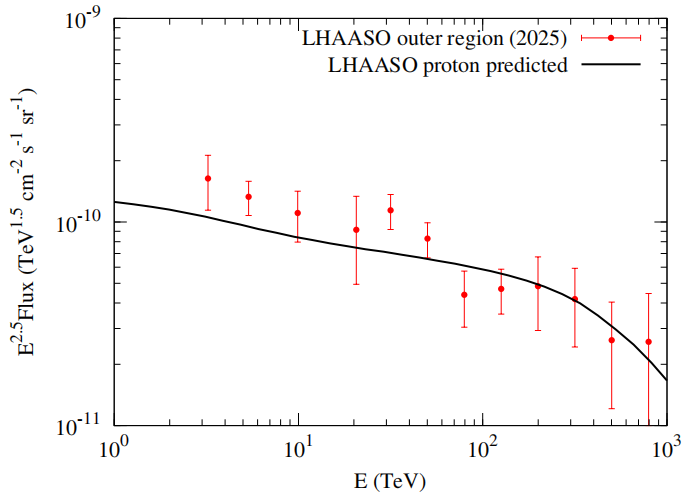 10^-9
LHAASO outer region (2025)
LHAASO proton predicted
E^2.5Flux (TeV^1.5 cm^-2 s^-1 sr^-1)
10^-10
10^-11
10^0 10^1 10^2 10^3
E (TeV)